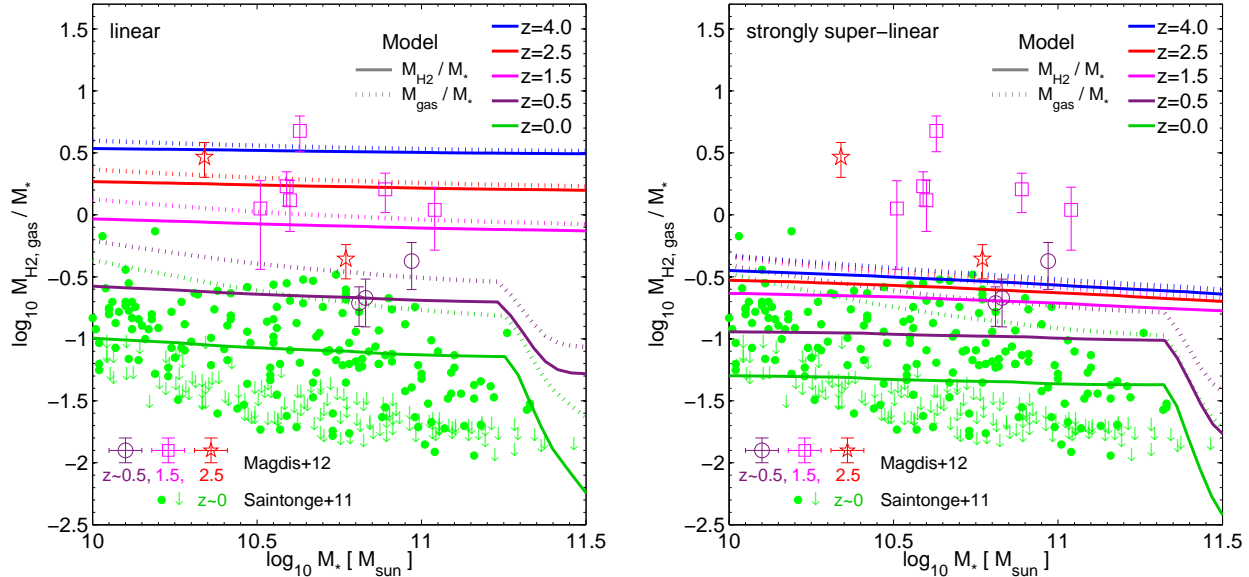 linear
Model
M_H2 / M_*
M_gas / M_*
z=4.0
z=2.5
z=1.5
z=0.5
z=0.0
1.5
1
0.5
0
−0.5
−1
−1.5
−2
−2.5
log_10 M_H2, gas / M_*
z~0.5, 1.5, 2.5
Magdis+12
z~0 Saintonge+11
10 10.5 11 11.5
log_10 M_* [ M_sun ]
strongly super−linear
Model
M_H2 / M_*
M_gas / M_*
z=4.0
z=2.5
z=1.5
z=0.5
z=0.0
1.5
1
0.5
0
−0.5
−1
−1.5
−2
−2.5
log_10 M_H2, gas / M_*
z~0.5, 1.5, 2.5
Magdis+12
z~0 Saintonge+11
10 10.5 11 11.5
log_10 M_* [ M_sun ]